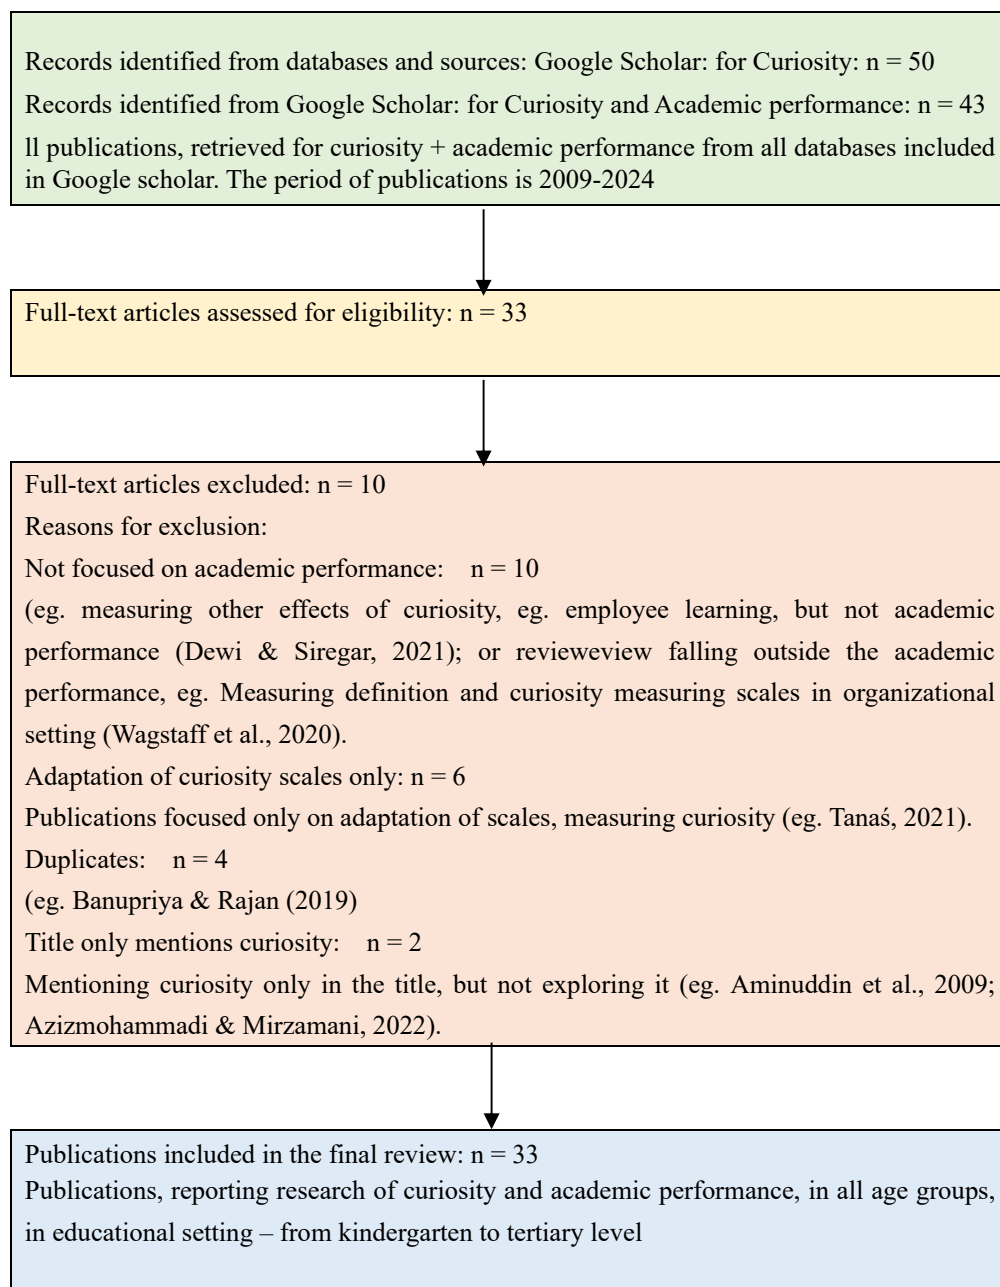 Records identified from databases and sources: Google Scholar: for Curiosity: n = 50
Records identified from Google Scholar: for Curiosity and Academic performance: n = 43
ll publications, retrieved for curiosity + academic performance from all databases included
in Google scholar. The period of publications is 2009-2024
Full-text articles assessed for eligibility: n = 33
Full-text articles excluded: n = 10
Reasons for exclusion:
Not focused on academic performance: n = 10
(eg. measuring other effects of curiosity, eg. employee learning, but not academic
performance (Dewi & Siregar, 2021); or revieweview falling outside the academic
performance, eg. Measuring definition and curiosity measuring scales in organizational
setting (Wagstaff et al., 2020).
Adaptation of curiosity scales only: n = 6
Publications focused only on adaptation of scales, measuring curiosity (eg. Tanaś, 2021).
Duplicates: n = 4
(eg. Banupriya & Rajan (2019)
Title only mentions curiosity: n = 2
Mentioning curiosity only in the title, but not exploring it (eg. Aminuddin et al., 2009;
Azizmohammadi & Mirzamani, 2022).
Publications included in the final review: n = 33
Publications, reporting research of curiosity and academic performance, in all age groups,
in educational setting – from kindergarten to tertiary level